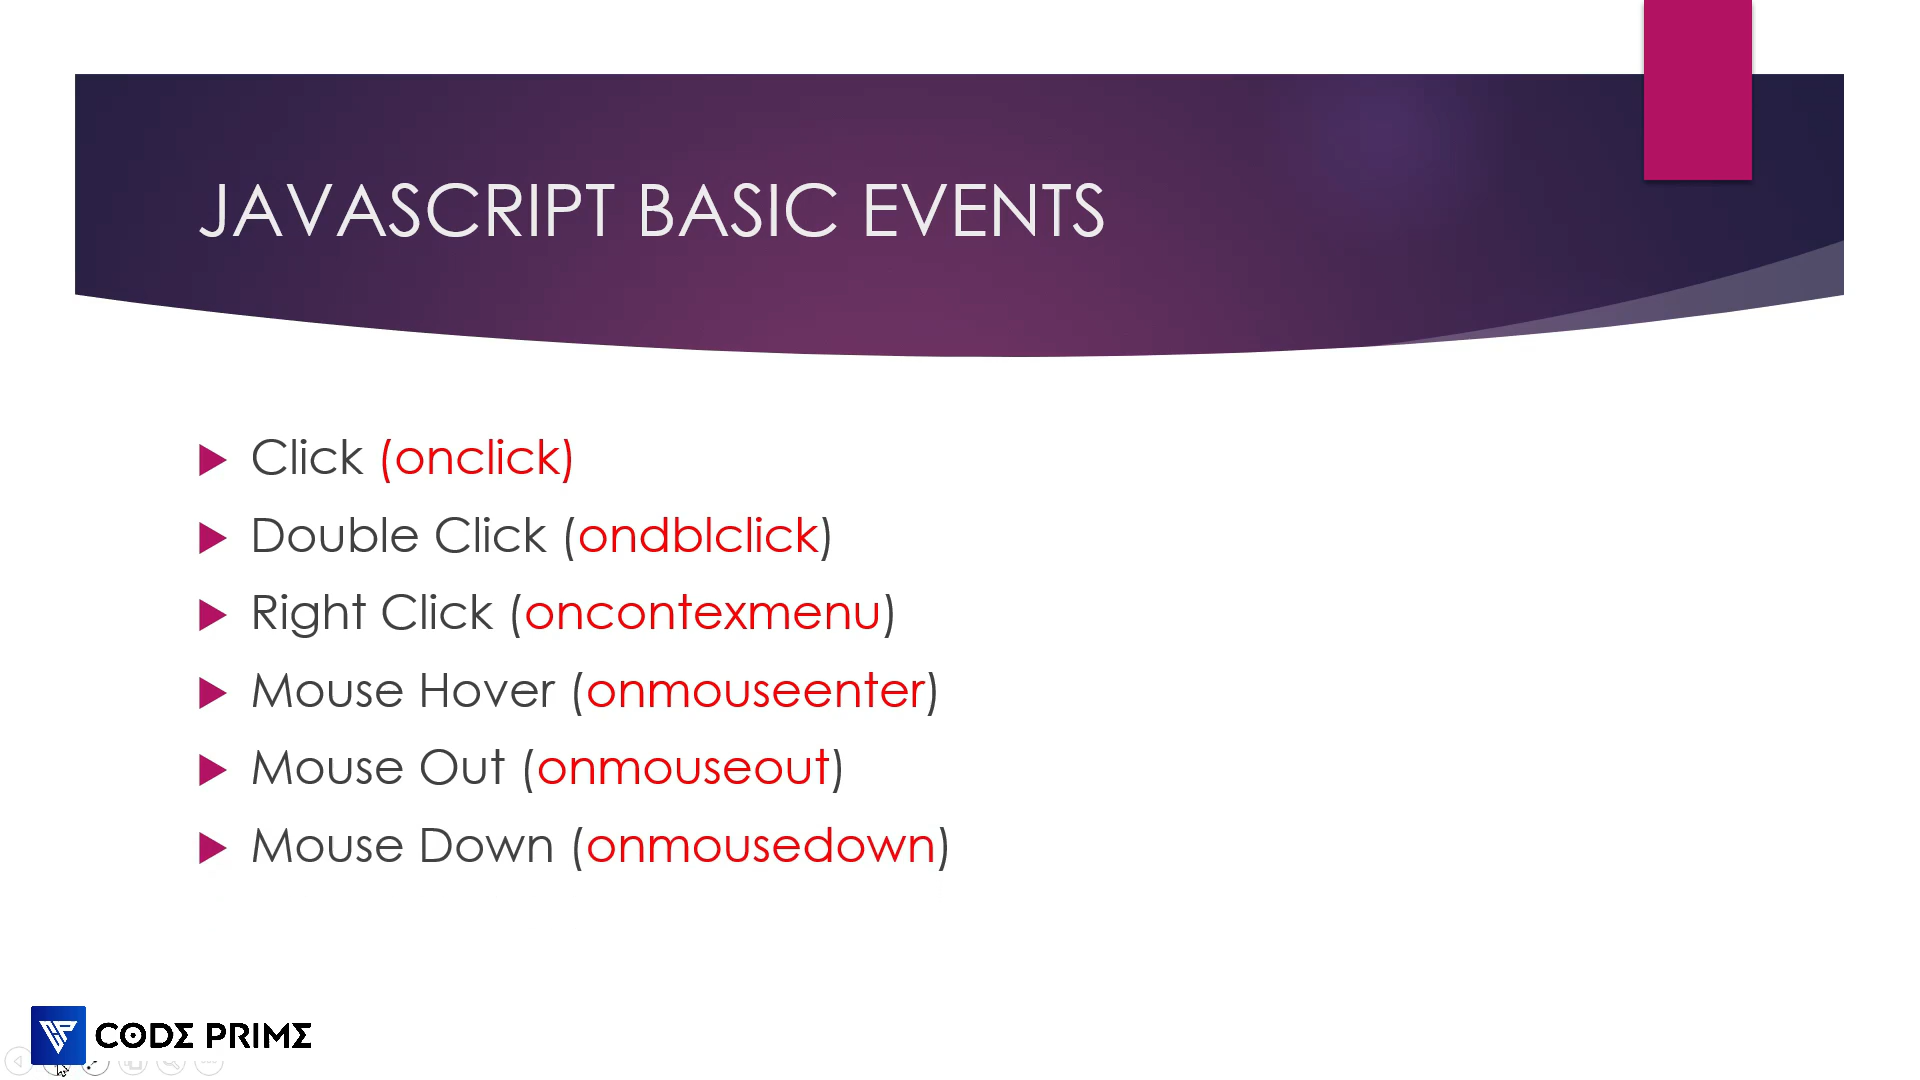 JAVASCRIPT BASIC EVENTS
Click (onclick)
Double Click (ondblclick)
Right Click (oncontexmenu)
Mouse Hover (onmouseenter)
Mouse Out (onmouseout)
Mouse Down (onmousedown)
CODΣ PRIMΣ